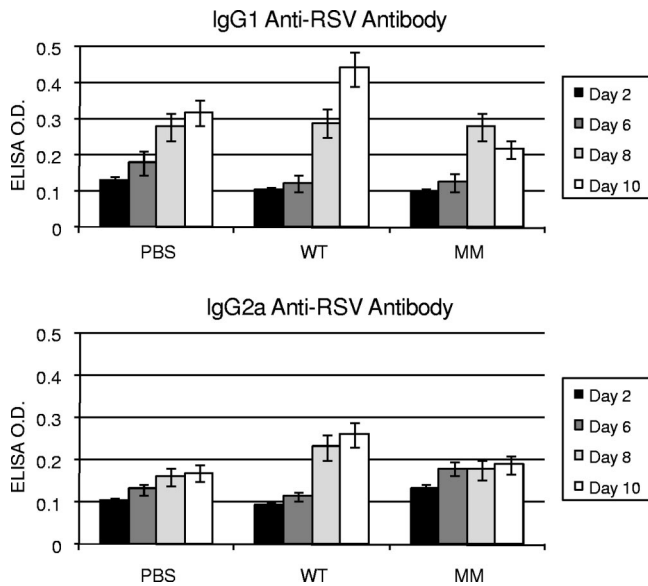 IgG1 Anti-RSV Antibody
ELISA O.D.
0.5
0.4
0.3
0.2
0.1
0
PBS
WT
MM
Day 2
Day 6
Day 8
Day 10
IgG2a Anti-RSV Antibody
ELISA O.D.
0.5
0.4
0.3
0.2
0.1
0
PBS
WT
MM
Day 2
Day 6
Day 8
Day 10